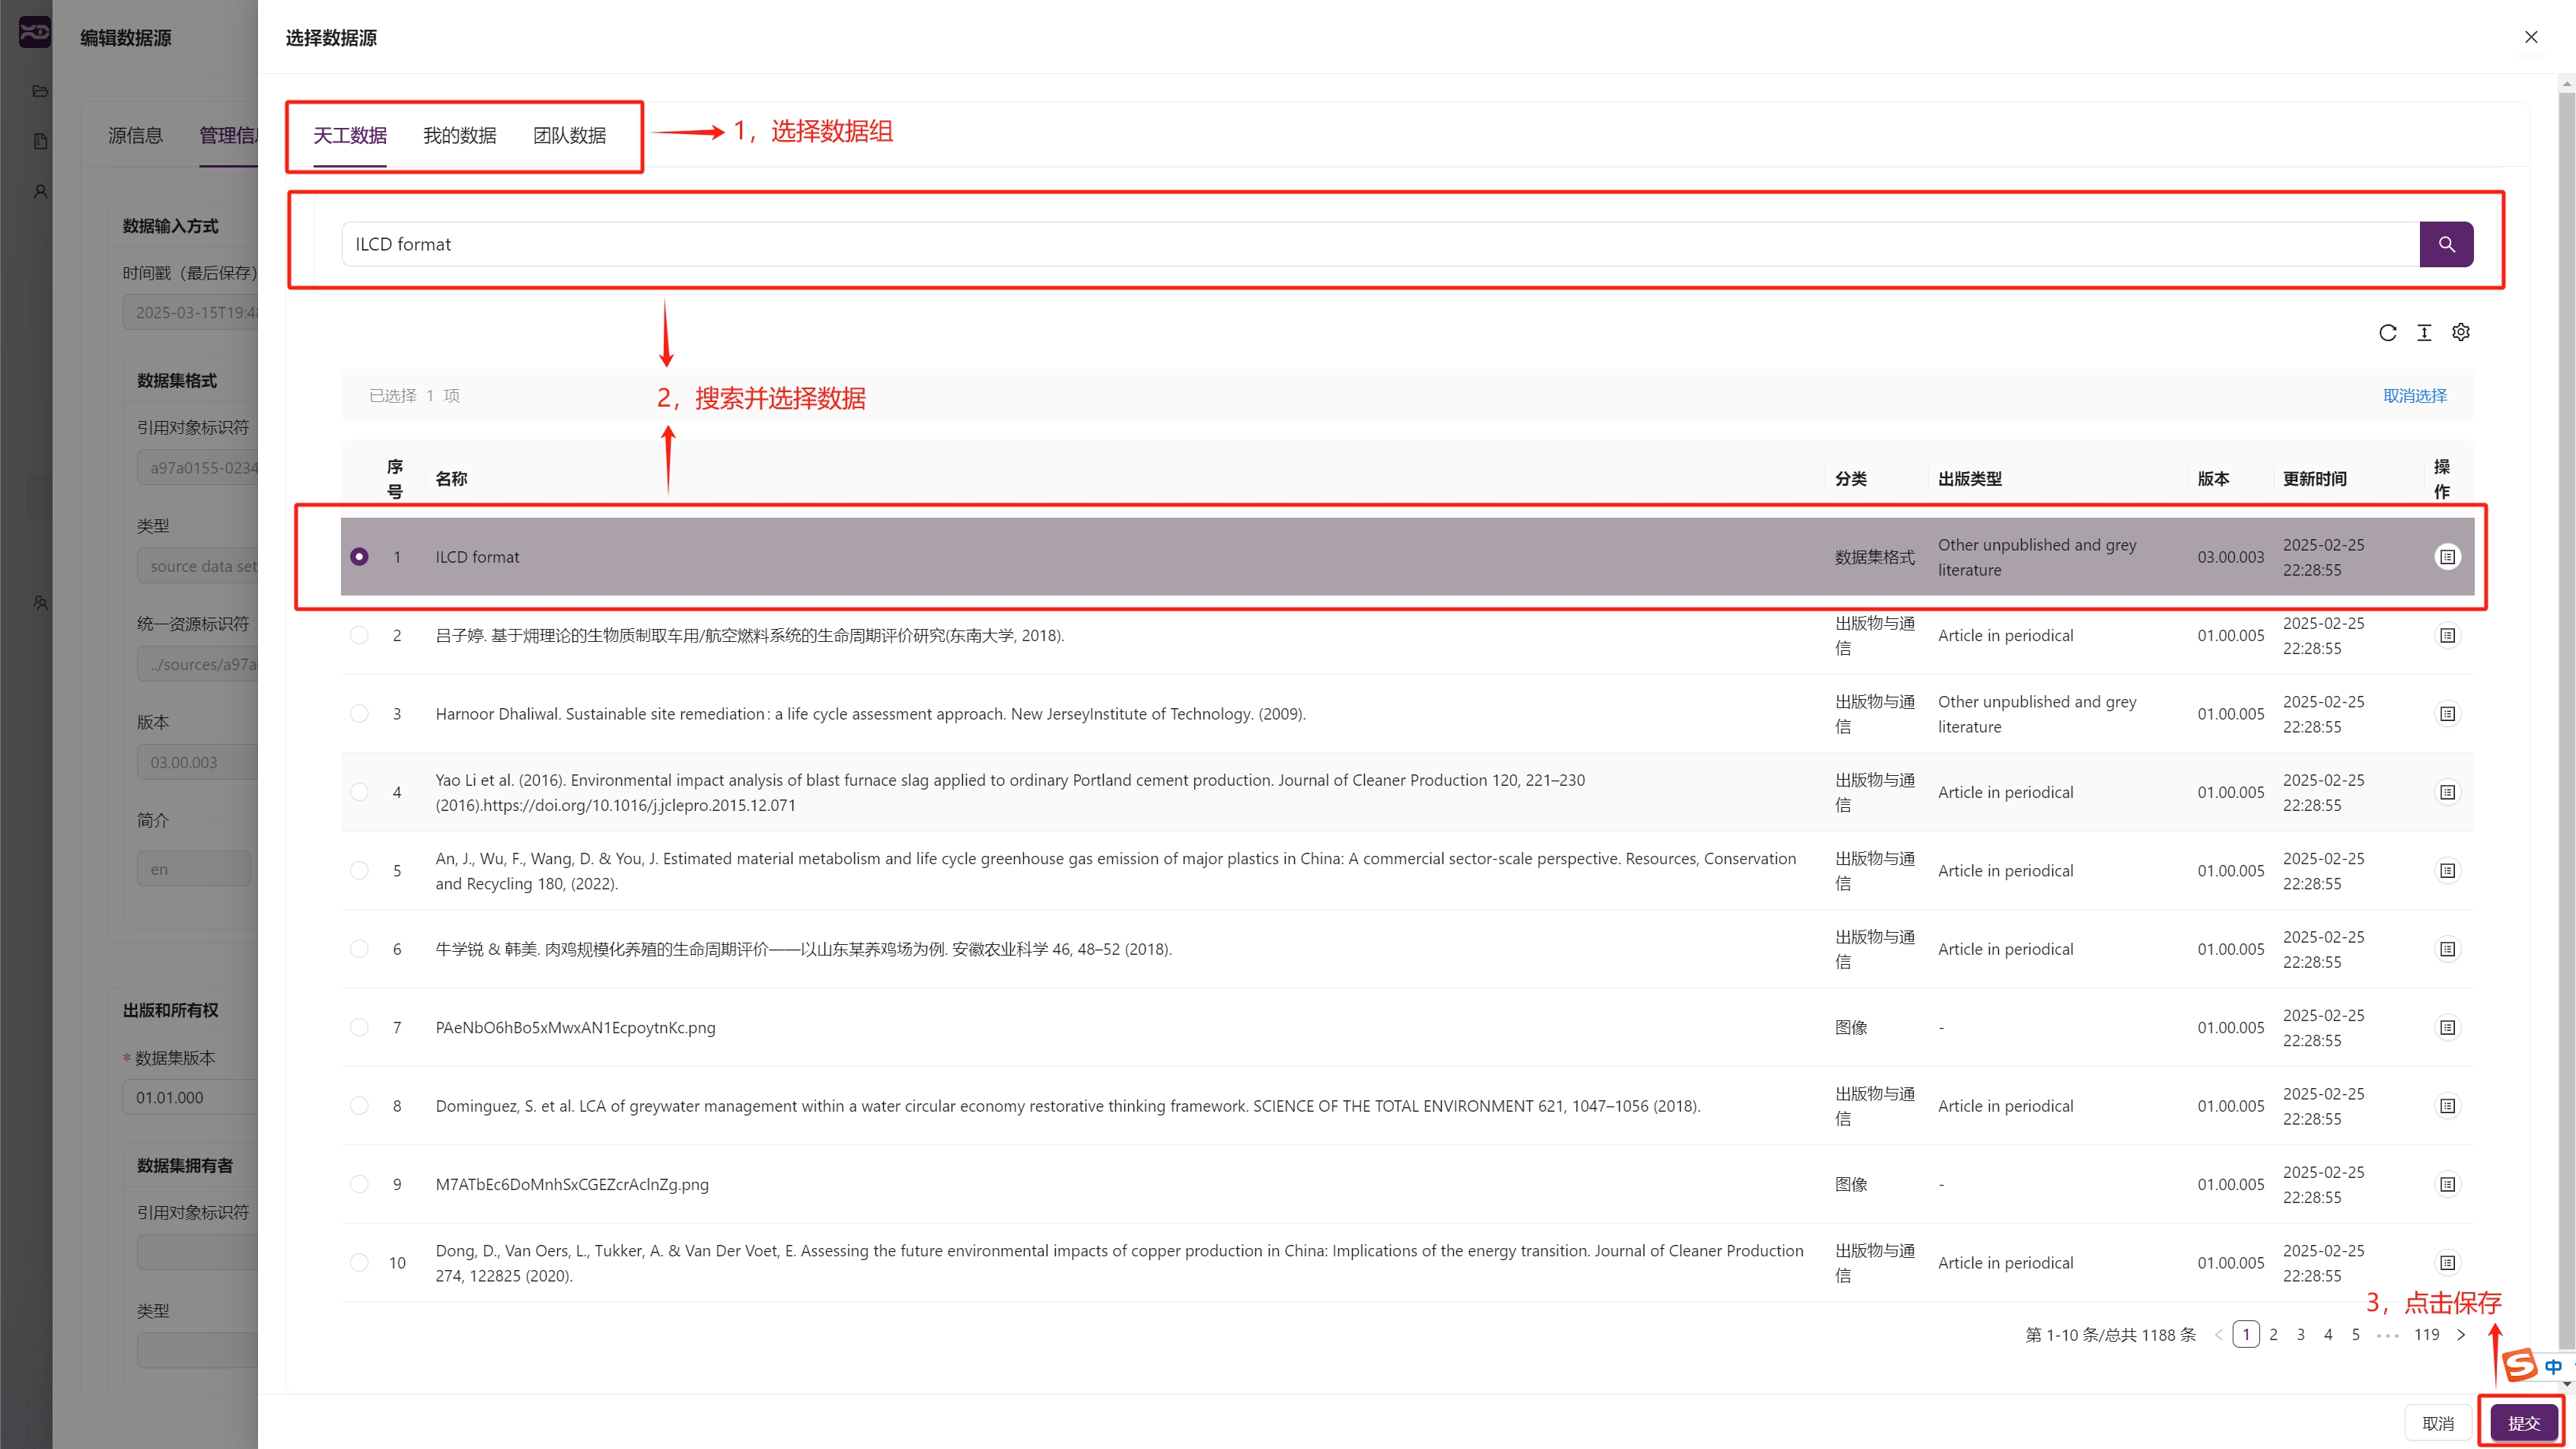 编辑数据源
选择数据源
源信息
管理信息
天工数据
我的数据
团队数据
1，选择数据组
数据输入方式
时间戳（最后保存）
2025-03-15T19:48
数据集格式
引用对象标识符
a97a0155-0234
类型
source data set
统一资源标识符
../sources/a97a
版本
03.00.003
简介
en
出版和所有权
* 数据集版本
01.01.000
数据集拥有者
引用对象标识符
类型
ILCD format
已选择 1 项
2，搜索并选择数据
取消选择
序号 名称 分类 出版类型 版本 更新时间 操作
1 ILCD format 数据集格式 Other unpublished and grey literature 03.00.003 2025-02-25 22:28:55
2 吕子婷. 基于㶲理论的生物质制取车用/航空燃料系统的生命周期评价研究(东南大学, 2018). 出版物与通信 Article in periodical 01.00.005 2025-02-25 22:28:55
3 Harnoor Dhaliwal. Sustainable site remediation : a life cycle assessment approach. New JerseyInstitute of Technology. (2009). 出版物与通信 Other unpublished and grey literature 01.00.005 2025-02-25 22:28:55
4 Yao Li et al. (2016). Environmental impact analysis of blast furnace slag applied to ordinary Portland cement production. Journal of Cleaner Production 120, 221–230 (2016).https://doi.org/10.1016/j.jclepro.2015.12.071 出版物与通信 Article in periodical 01.00.005 2025-02-25 22:28:55
5 An, J., Wu, F., Wang, D. & You, J. Estimated material metabolism and life cycle greenhouse gas emission of major plastics in China: A commercial sector-scale perspective. Resources, Conservation and Recycling 180, (2022). 出版物与通信 Article in periodical 01.00.005 2025-02-25 22:28:55
6 牛学锐 & 韩美. 肉鸡规模化养殖的生命周期评价——以山东某养鸡场为例. 安徽农业科学 46, 48–52 (2018). 出版物与通信 Article in periodical 01.00.005 2025-02-25 22:28:55
7 PAeNbO6hBo5xMwxAN1EcpoytnKc.png 图像 - 01.00.005 2025-02-25 22:28:55
8 Dominguez, S. et al. LCA of greywater management within a water circular economy restorative thinking framework. SCIENCE OF THE TOTAL ENVIRONMENT 621, 1047–1056 (2018). 出版物与通信 Article in periodical 01.00.005 2025-02-25 22:28:55
9 M7ATbEc6DoMnhSxCGEZcrAclnZg.png 图像 - 01.00.005 2025-02-25 22:28:55
10 Dong, D., Van Oers, L., Tukker, A. & Van Der Voet, E. Assessing the future environmental impacts of copper production in China: Implications of the energy transition. Journal of Cleaner Production 274, 122825 (2020). 出版物与通信 Article in periodical 01.00.005 2025-02-25 22:28:55
3，点击保存
第 1-10 条/总共 1188 条 < 1 2 3 4 5 ••• 119 >
中
取消
提交